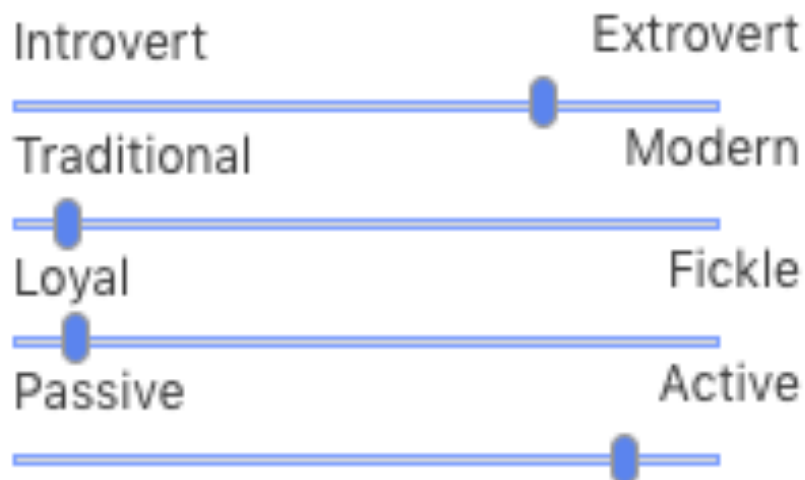 Introvert Extrovert
Traditional Modern
Loyal Fickle
Passive Active